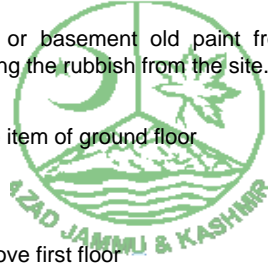 or basement old paint fr
ng the rubbish from the site.
item of ground floor
ove first floor
AZAD JAMMU & KASHMIR